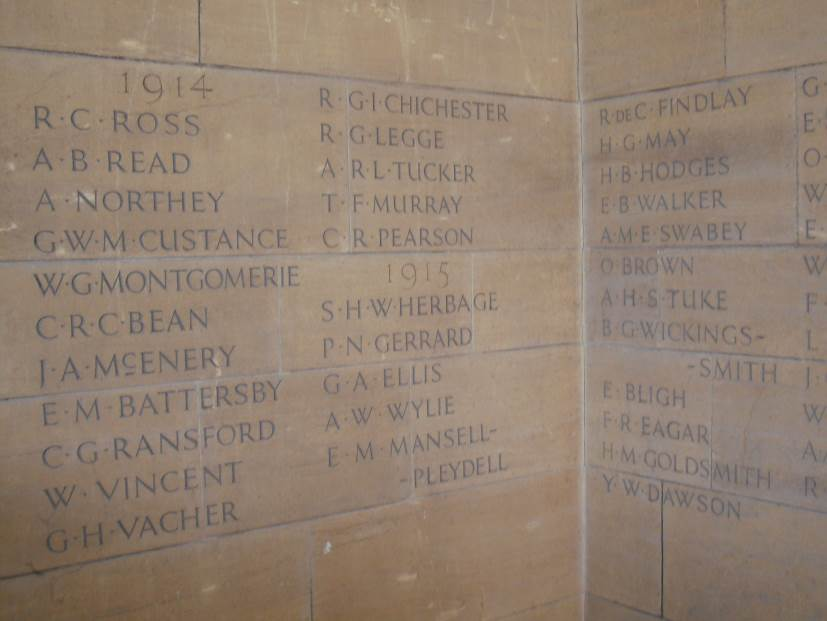 1914
R·C·ROSS
A·B·READ
A·NORTHEY
G·W·M·CUSTANCE
W·G·MONTGOMERIE
C·R·C·BEAN
J·A·McENERY
E·M·BATTERSBY
C·G·RANSFORD
W·VINCENT
G·H·VACHER
R·G·I·CHICHESTER
R·G·LEGGE
A·R·L·TUCKER
T·F·MURRAY
C·R·PEARSON
1915
S·H·W·HERBAGE
P·N·GERRARD
G·A·ELLIS
A·W·WYLIE
E·M·MANSELL-
-PLEYDELL
R·DE C·FINDLAY
H·G·MAY
H·B·HODGES
E·B·WALKER
A·M·E·SWABEY
O·BROWN
A·H·S·TUKE
B·G·WICKINGS-
-SMITH
E·BLIGH
F·R·EAGAR
H·M·GOLDSMITH
Y·W·DAWSON